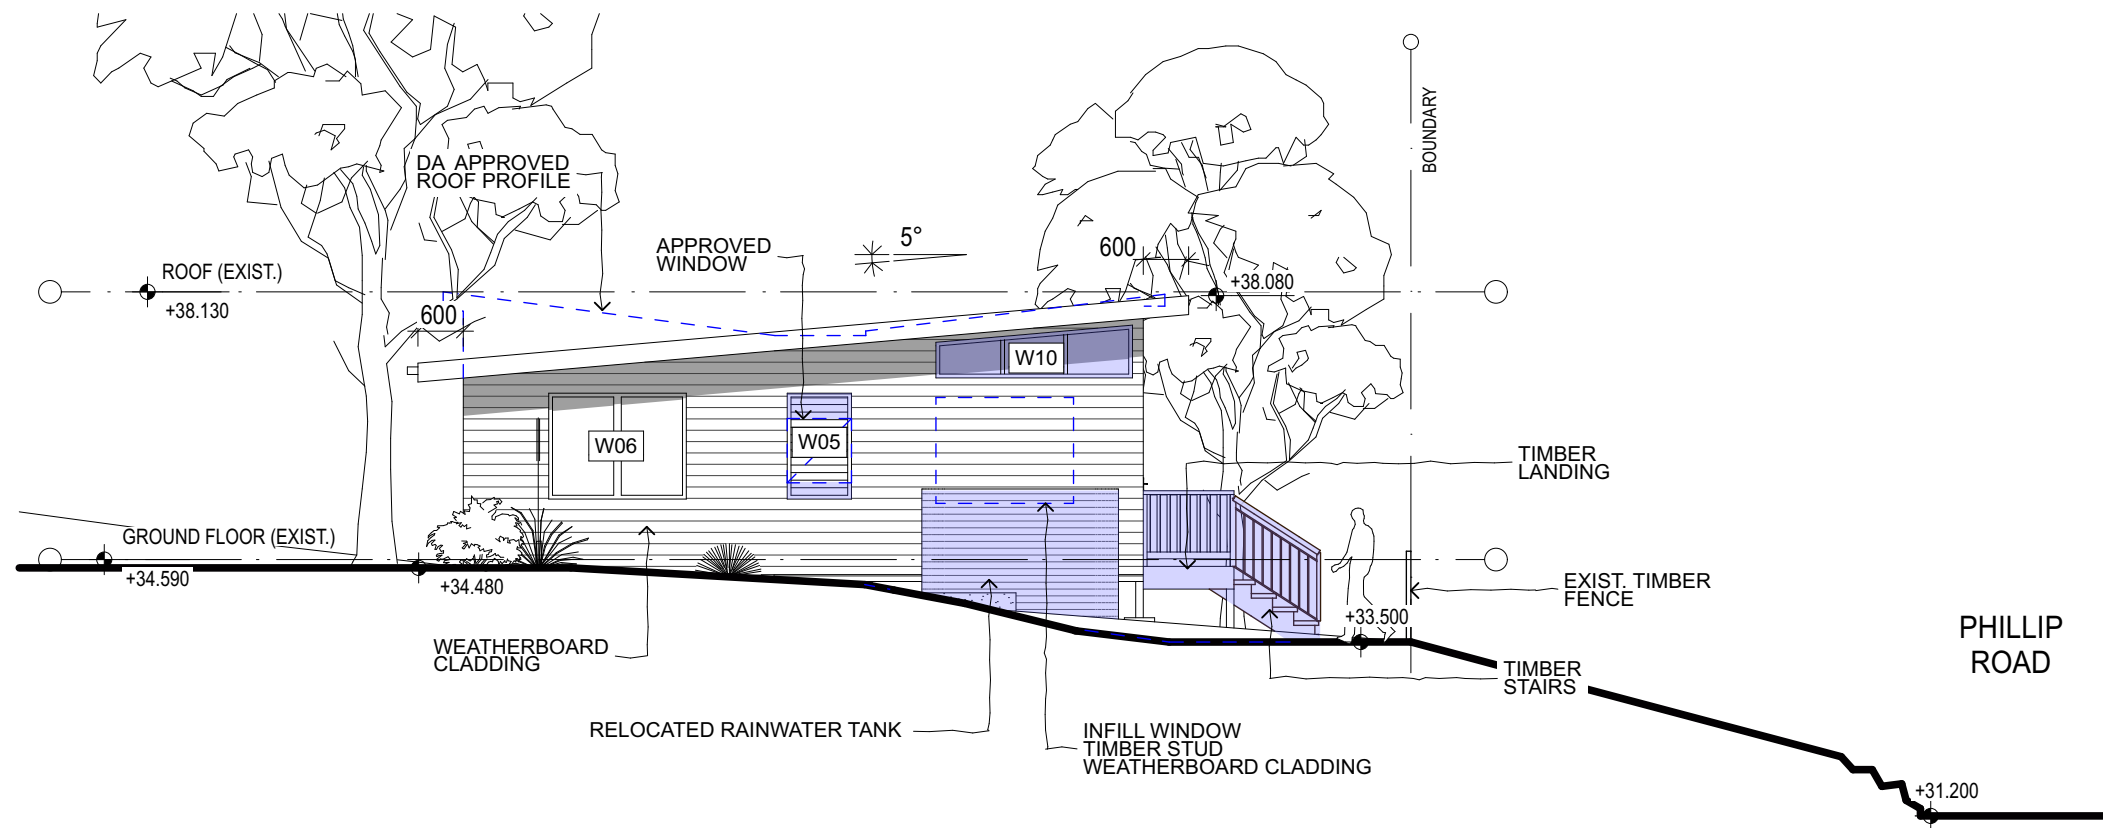 BOUNDARY
DA APPROVED
ROOF PROFILE
APPROVED
WINDOW
5°
600
ROOF (EXIST.)
+38.130
+38.080
600
W10
W06
W05
TIMBER
LANDING
GROUND FLOOR (EXIST.)
+34.590
+34.480
EXIST. TIMBER
FENCE
+33.500
PHILLIP
ROAD
WEATHERBOARD
CLADDING
TIMBER
STAIRS
RELOCATED RAINWATER TANK
INFILL WINDOW
TIMBER STUD
WEATHERBOARD CLADDING
+31.200